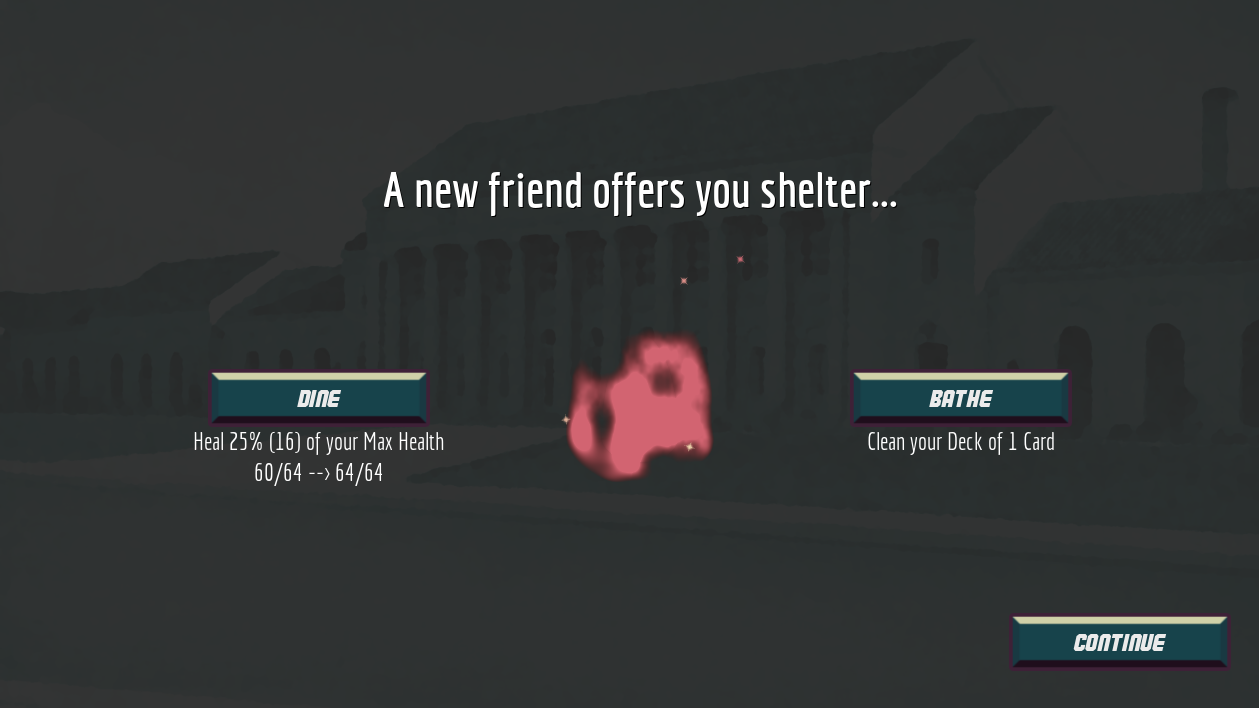 A new friend offers you shelter...
DINE
Heal 25% (16) of your Max Health
60/64 --> 64/64
BATHE
Clean your Deck of 1 Card
CONTINUE